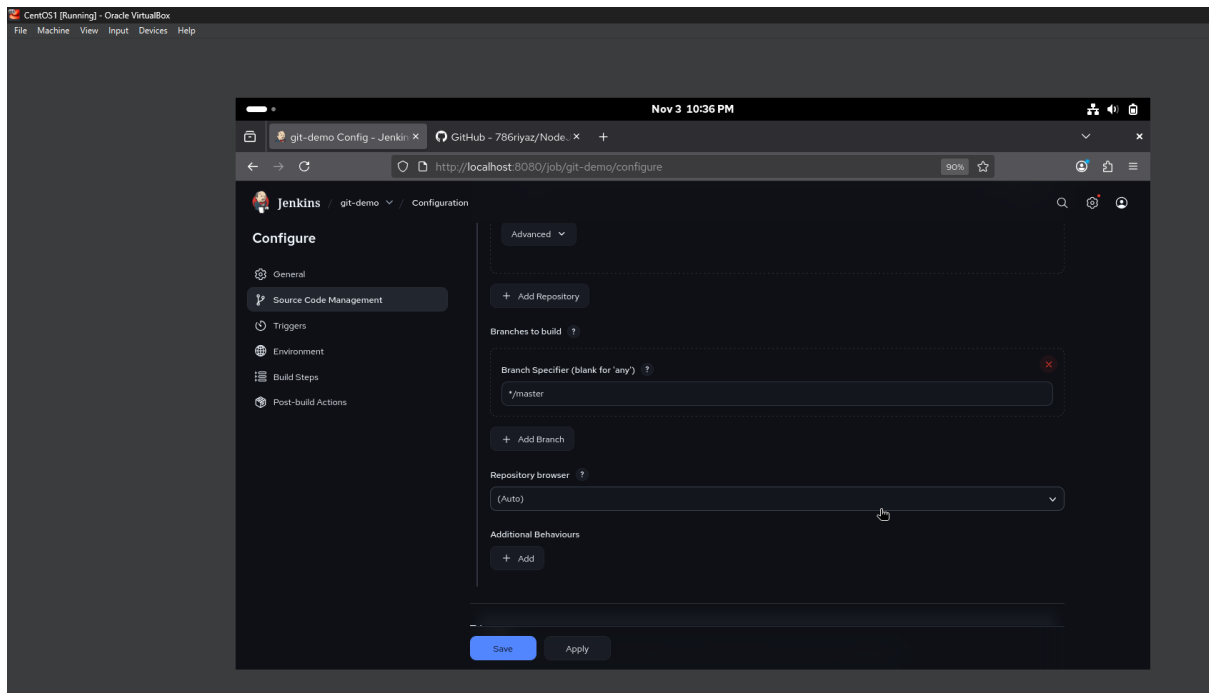 CentOS1 [Running] - Oracle VirtualBox
File Machine View Input Devices Help
Nov 3 10:36 PM
git-demo Config - Jenkin
GitHub - 786riyaz/Node.
http://localhost:8080/job/git-demo/configure
90%
Jenkins / git-demo / Configuration
Configure
General
Source Code Management
Triggers
Environment
Build Steps
Post-build Actions
Advanced
+ Add Repository
Branches to build ?
Branch Specifier (blank for 'any') ?
*/master
+ Add Branch
Repository browser ?
(Auto)
Additional Behaviours
+ Add
Save
Apply